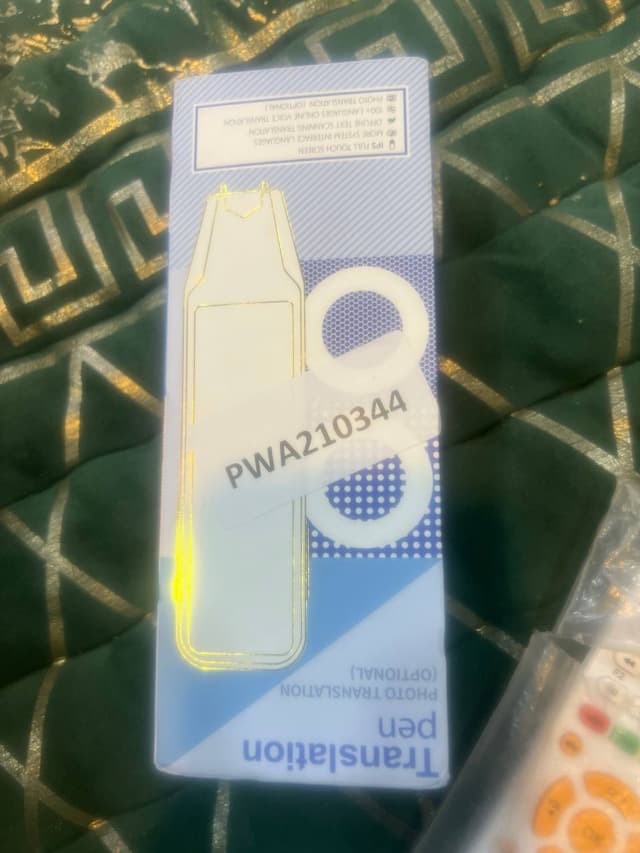 Translation
pen
PHOTO TRANSLATION
(OPTIONAL)
PWA210344
IPS FULL TOUCH SCREEN
MORE SYSTEM INTERFACE LANGUAGES
OFFLINE TEXT SCANNING TRANSLATION
LANGUAGES ONLINE VOICE TRANSLATION
PHOTO TRANSLATION (OPTIONAL)
OK